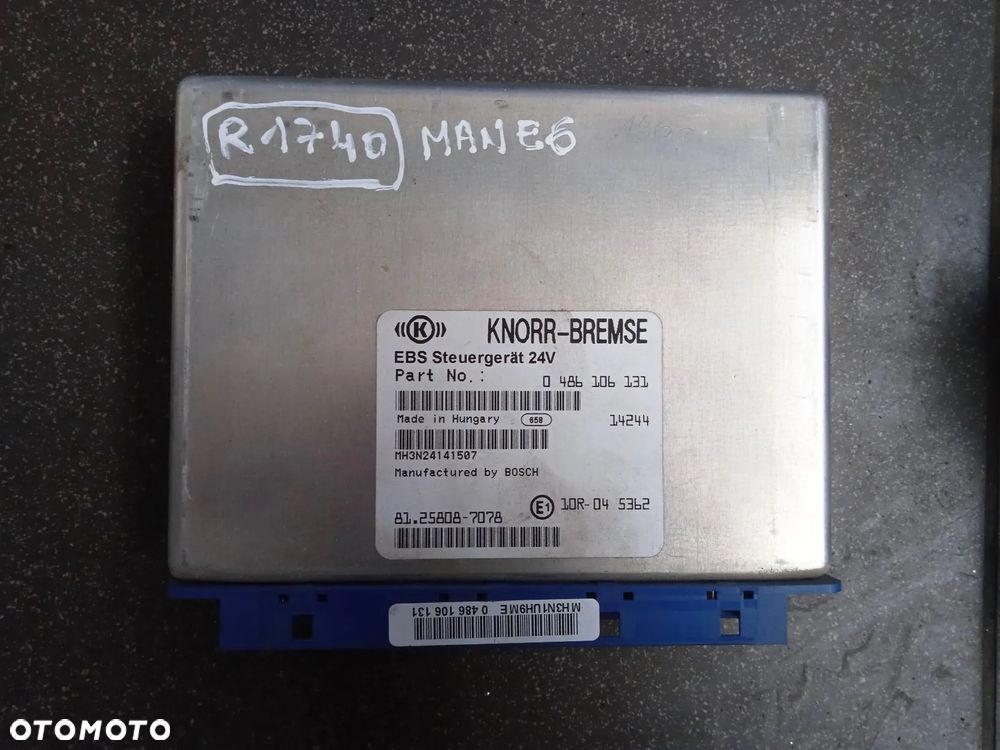 R1740 MAN E6
K KNORR-BREMSE
EBS Steuergerät 24V
Part No.: 0 486 106 131
Made in Hungary 658 14244
MH3N24141507
Manufactured by BOSCH
E1 10R-04 5362
81.25808-7078
MH3N1UH9ME 0 486 106 131
OTOMOTO